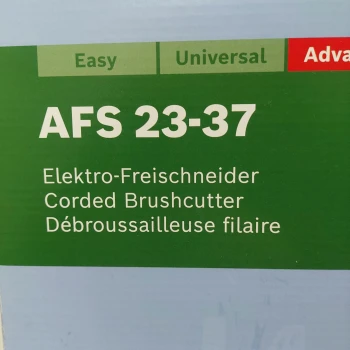 Easy Universal Adva
AFS 23-37
Elektro-Freischneider
Corded Brushcutter
Débroussailleuse filaire